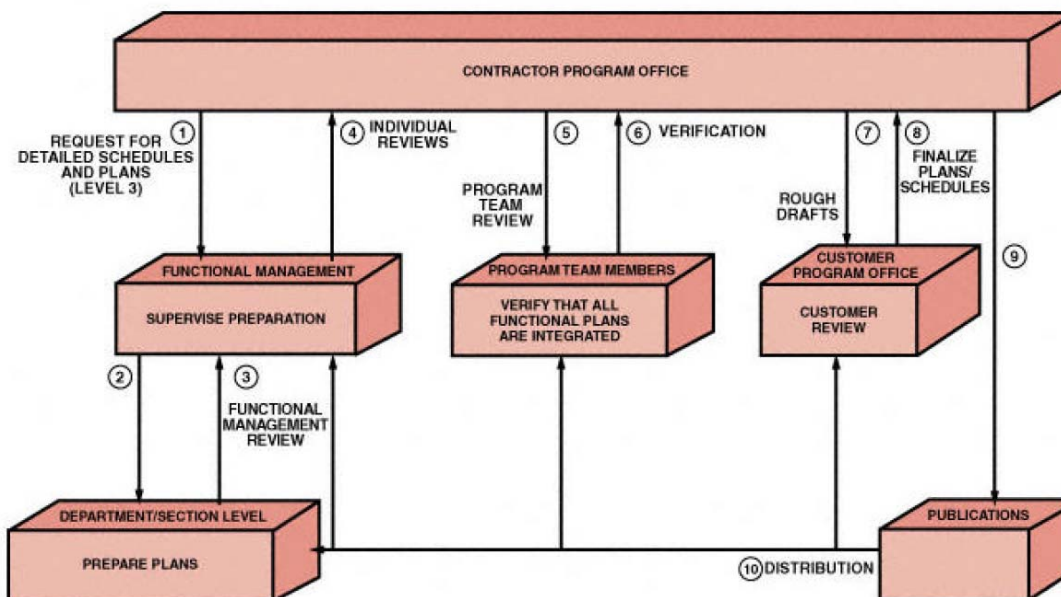 CONTRACTOR PROGRAM OFFICE
1
REQUEST FOR
DETAILED SCHEDULES
AND PLANS
(LEVEL 3)
4
INDIVIDUAL
REVIEWS
5
PROGRAM
TEAM
REVIEW
6
VERIFICATION
7
ROUGH
DRAFTS
8
FINALIZE
PLANS/
SCHEDULES
FUNCTIONAL MANAGEMENT
SUPERVISE PREPARATION
PROGRAM TEAM MEMBERS
VERIFY THAT ALL
FUNCTIONAL PLANS
ARE INTEGRATED
CUSTOMER
PROGRAM OFFICE
CUSTOMER
REVIEW
9
2
3
FUNCTIONAL
MANAGEMENT
REVIEW
DEPARTMENT/SECTION LEVEL
PREPARE PLANS
PUBLICATIONS
10 DISTRIBUTION